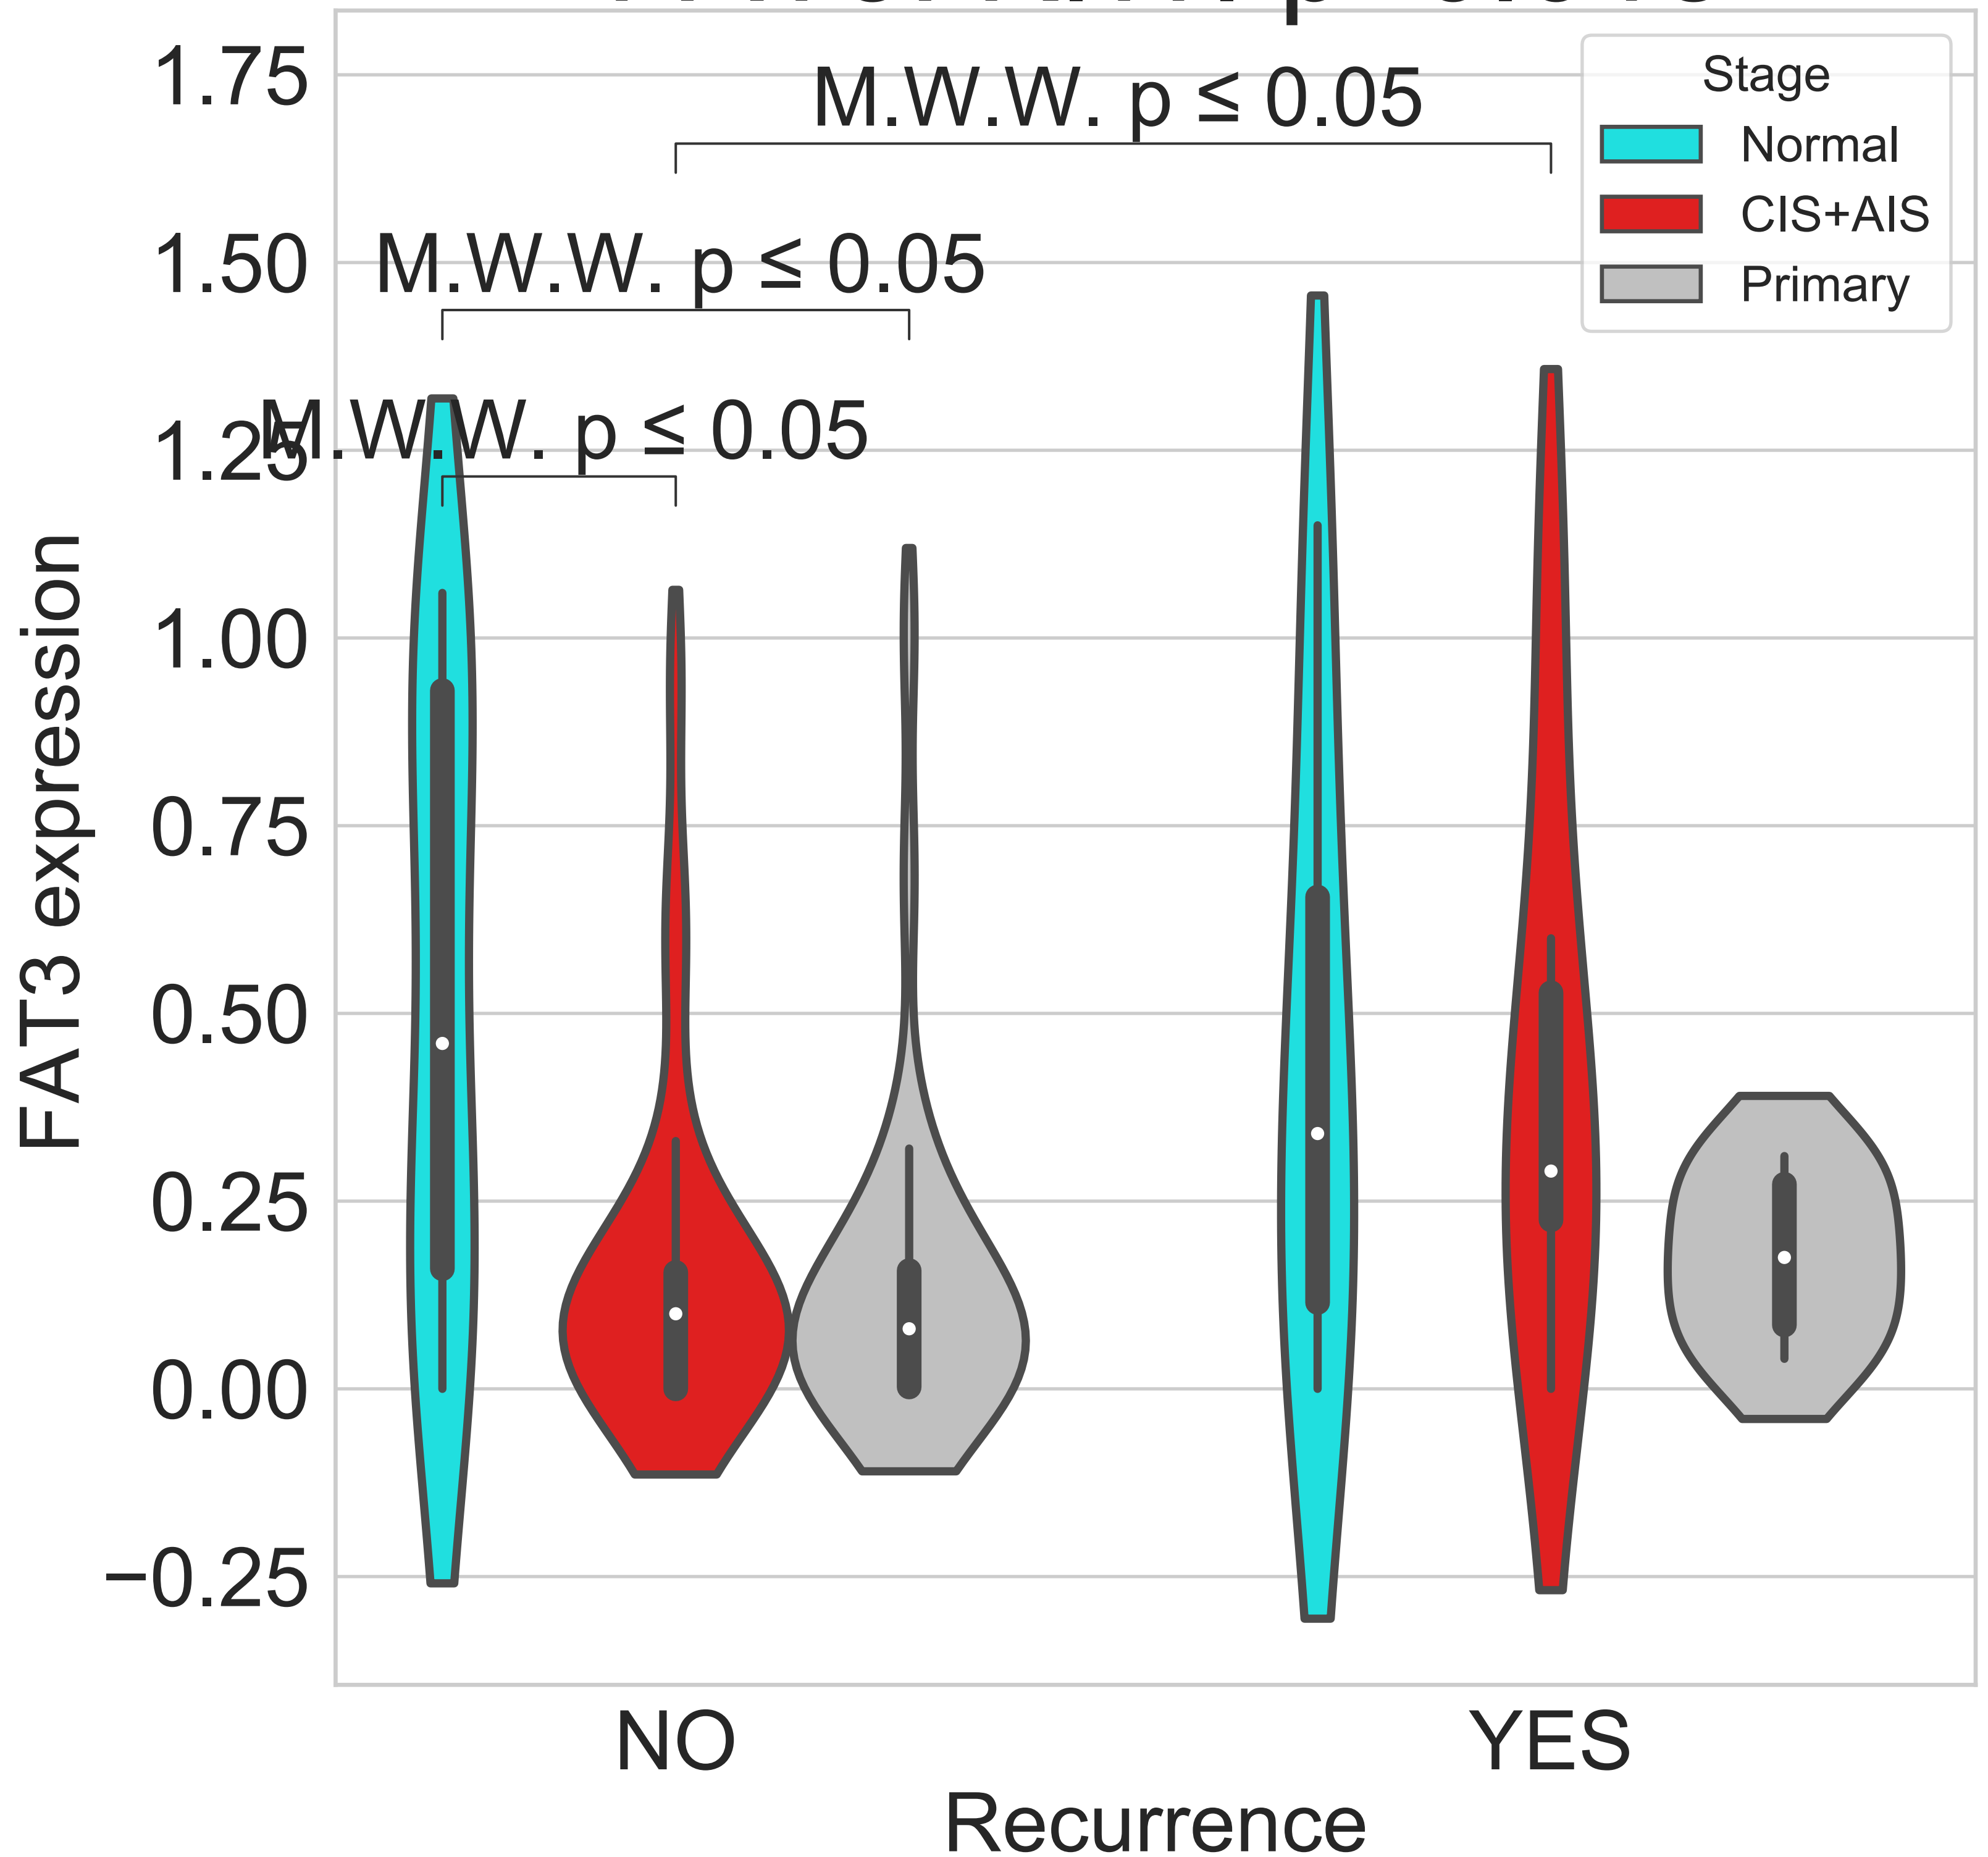 M.W.W. p ≤ 0.05
M.W.W. p ≤ 0.05
M.W.W. p ≤ 0.05
Stage
Normal
CIS+AIS
Primary
FAT3 expression
1.75
1.50
1.25
1.00
0.75
0.50
0.25
0.00
−0.25
NO
YES
Recurrence